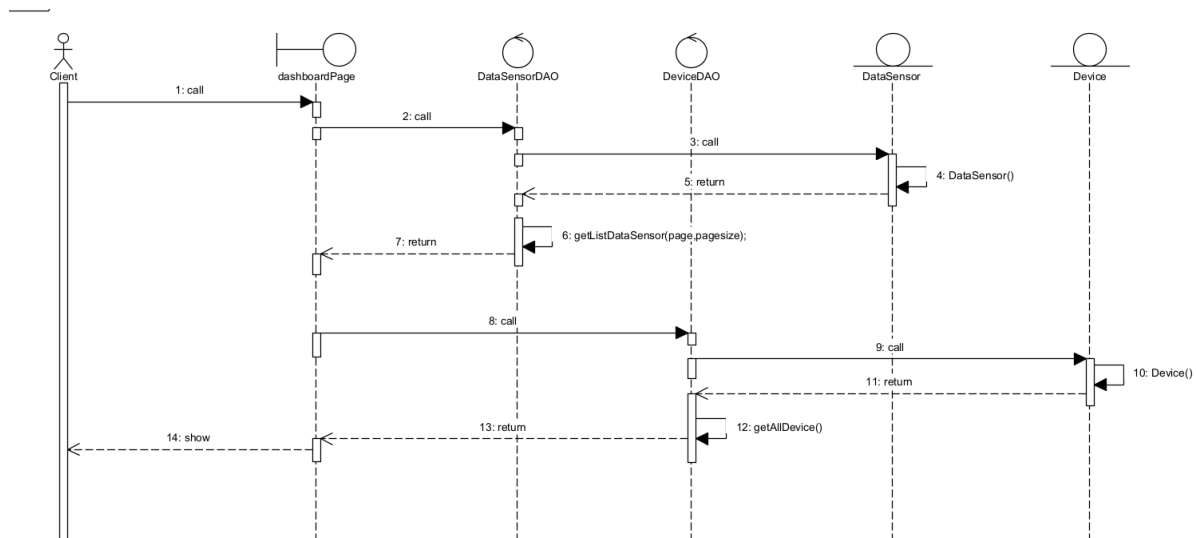 Client
dashboardPage
DataSensorDAO
DeviceDAO
DataSensor
Device
1: call
2: call
3: call
4: DataSensor()
5: return
6: getListDataSensor(page,pagesize);
7: return
8: call
9: call
10: Device()
11: return
12: getAllDevice()
13: return
14: show